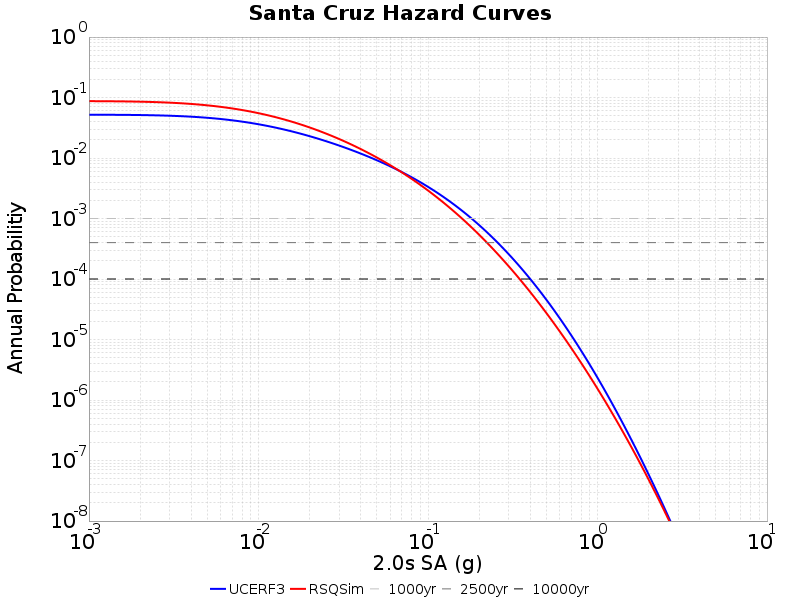 Santa Cruz Hazard Curves
10^0
10^-1
10^-2
10^-3
10^-4
10^-5
10^-6
10^-7
10^-8
Annual Probabilitiy
10^-3 10^-2 10^-1 10^0 10^1
2.0s SA (g)
UCERF3 RSQSim 1000yr 2500yr 10000yr